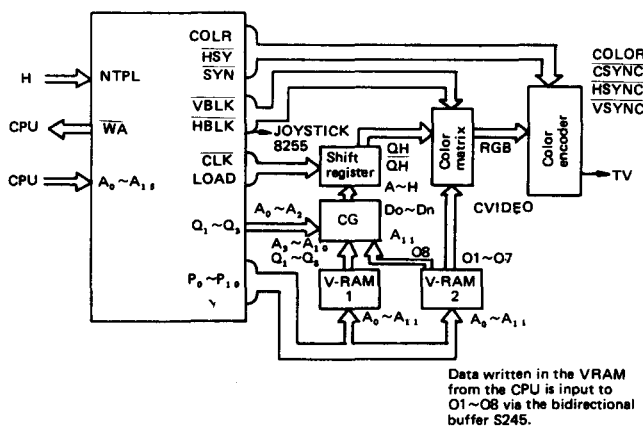 COLR
HSY
SYN
H
NTPL
VBLK
HBLK
JOYSTICK
8255
CPU
WA
CPU
A0~A15
CLK
LOAD
Shift
register
QH
QH
A~H
Color
matrix
RGB
Color
encoder
COLOR
CSYNC
HSYNC
VSYNC
TV
CVIDEO
Q1~Q3
A0~A2
CG
Do~Dn
A3~A10
Q1~Q8
A11
O8
O1~O7
P0~P10
V-RAM
1
V-RAM
2
A0~A11
A0~A11
Data written in the VRAM
from the CPU is input to
O1~O8 via the bidirectional
buffer S245.